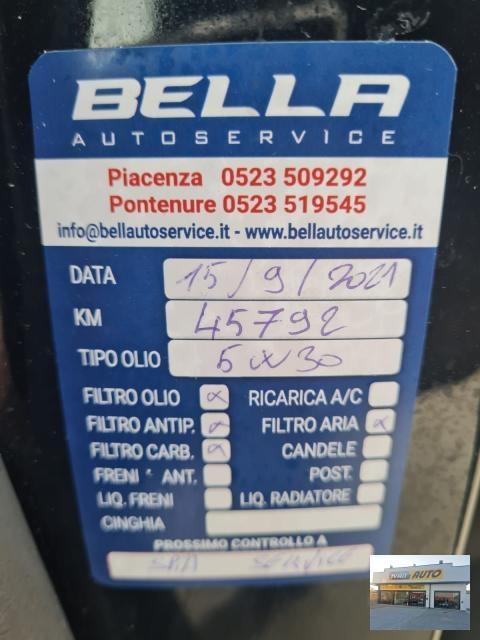 BELLA
AUTOSERVICE
Piacenza 0523 509292
Pontenure 0523 519545
info@bellautoservice.it - www.bellautoservice.it
DATA 15/9/2021
KM 45792
TIPO OLIO 5W30
FILTRO OLIO x RICARICA A/C
FILTRO ANTIP. x FILTRO ARIA x
FILTRO CARB. x CANDELE
FRENI ANT. POST.
LIQ. FRENI LIQ. RADIATORE
CINGHIA
PROSSIMO CONTROLLO A
AUTO